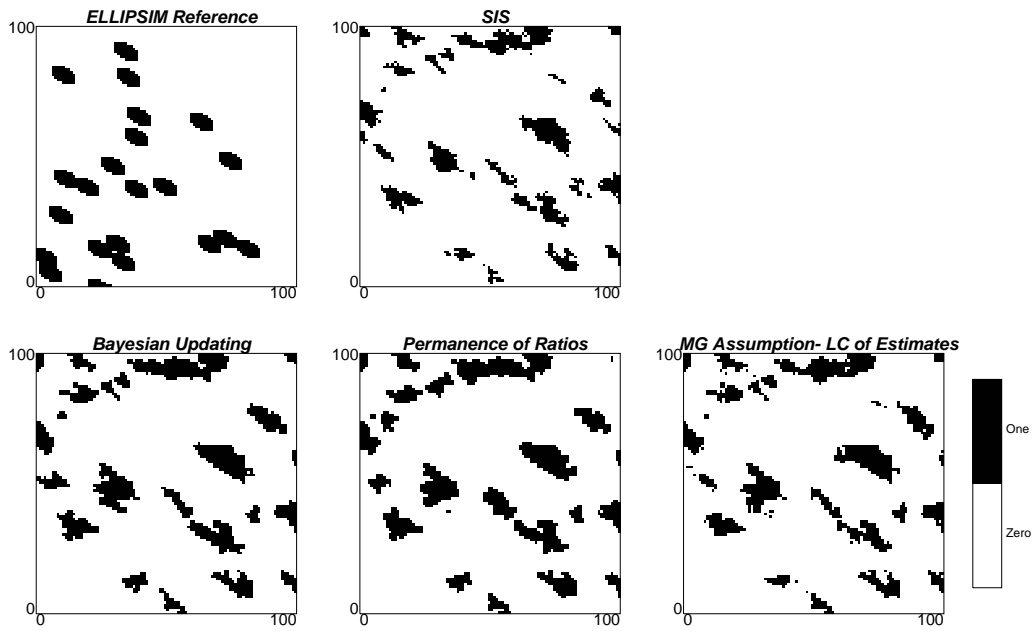 ELLIPSIM Reference
100
0
0
100
SIS
100
0
0
100
Bayesian Updating
100
0
0
100
Permanence of Ratios
100
0
0
100
MG Assumption- LC of Estimates
100
0
0
100
One
Zero